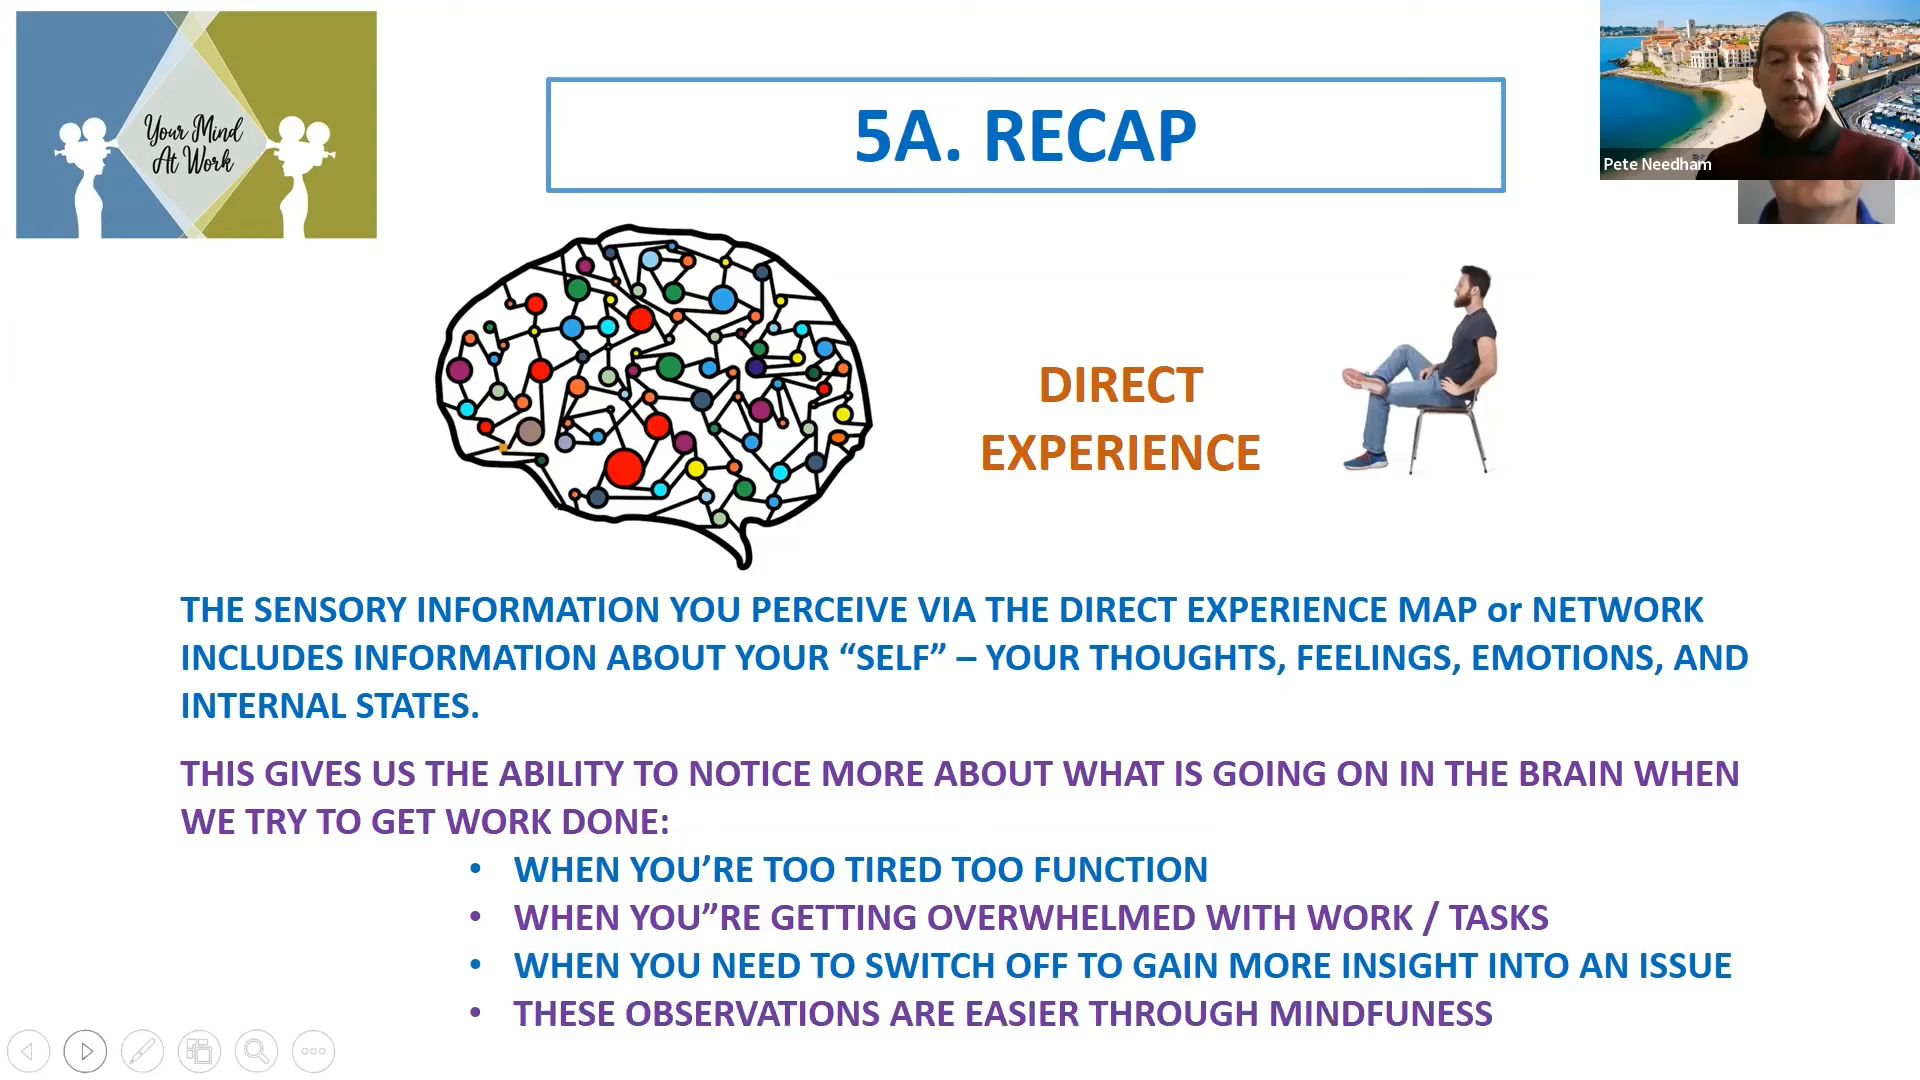 Your Mind
At Work
5A. RECAP
Pete Needham
DIRECT
EXPERIENCE
THE SENSORY INFORMATION YOU PERCEIVE VIA THE DIRECT EXPERIENCE MAP or NETWORK
INCLUDES INFORMATION ABOUT YOUR “SELF” – YOUR THOUGHTS, FEELINGS, EMOTIONS, AND
INTERNAL STATES.
THIS GIVES US THE ABILITY TO NOTICE MORE ABOUT WHAT IS GOING ON IN THE BRAIN WHEN
WE TRY TO GET WORK DONE:
• WHEN YOU’RE TOO TIRED TOO FUNCTION
• WHEN YOU”RE GETTING OVERWHELMED WITH WORK / TASKS
• WHEN YOU NEED TO SWITCH OFF TO GAIN MORE INSIGHT INTO AN ISSUE
• THESE OBSERVATIONS ARE EASIER THROUGH MINDFUNESS